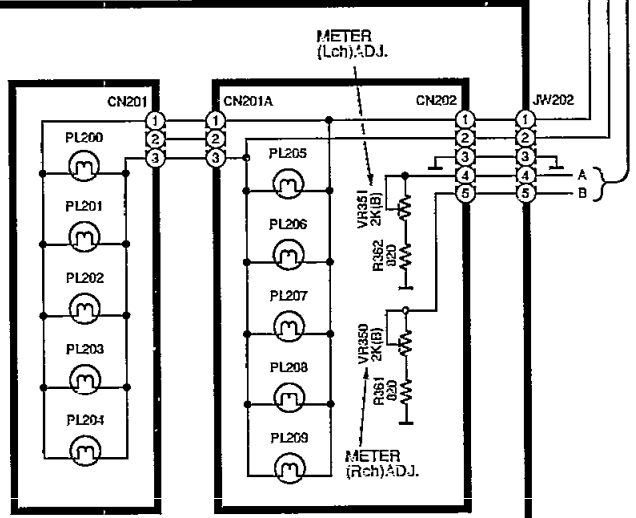 METER
(Lch)ADJ.
CN201
CN201A
CN202
JW202
1
1
1
1
2
2
2
2
3
3
3
3
4
4
A
5
5
B
PL200
PL201
PL202
PL203
PL204
PL205
PL206
PL207
PL208
PL209
VR351
2K(B)
R362
820
VR350
2K(B)
R361
820
METER
(Rch)ADJ.